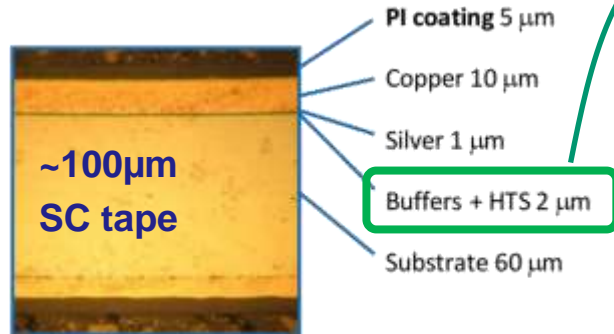 PI coating 5 μm
Copper 10 μm
~100μm
SC tape
Silver 1 μm
Buffers + HTS 2 μm
Substrate 60 μm